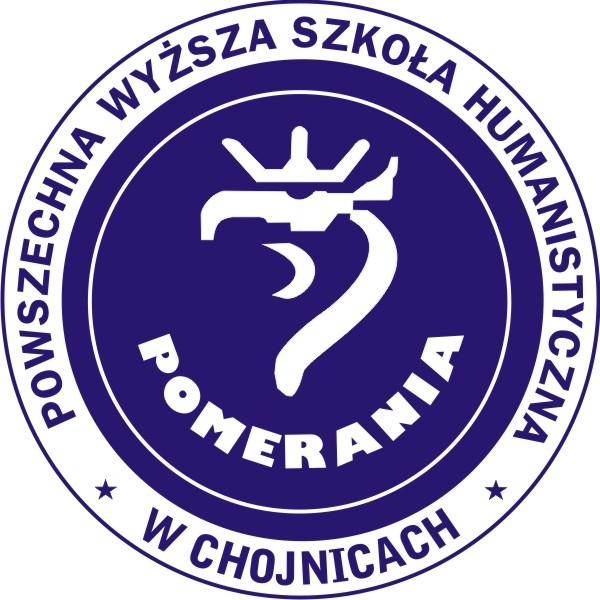 POWSZECHNA WYŻSZA SZKOŁA HUMANISTYCZNA
POMERANIA
W CHOJNICACH